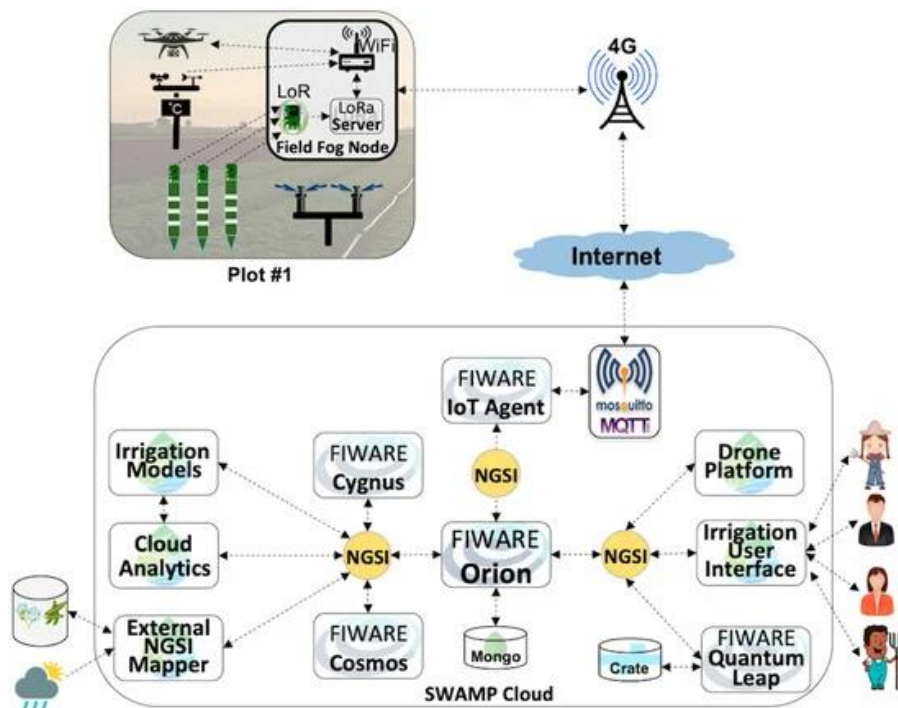 WiFi
4G
°C
LoR
LoRa
Server
Field Fog Node
Plot #1
Internet
FIWARE
IoT Agent
mosquitto
MQTT
Irrigation
Models
FIWARE
Cygnus
NGSI
Drone
Platform
Cloud
Analytics
NGSI
FIWARE
Orion
NGSI
Irrigation
User
Interface
External
NGSI
Mapper
FIWARE
Cosmos
Mongo
Crate
FIWARE
Quantum
Leap
SWAMP Cloud